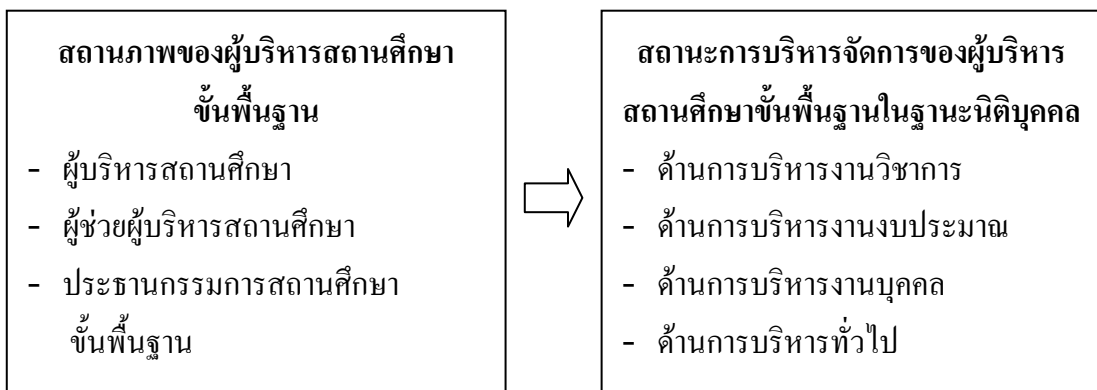 สถานภาพของผู้บริหารสถานศึกษา
ขั้นพื้นฐาน
- ผู้บริหารสถานศึกษา
- ผู้ช่วยผู้บริหารสถานศึกษา
- ประธานกรรมการสถานศึกษา
ขั้นพื้นฐาน
สถานะการบริหารจัดการของผู้บริหาร
สถานศึกษาขั้นพื้นฐานในฐานะนิติบุคคล
- ด้านการบริหารงานวิชาการ
- ด้านการบริหารงานงบประมาณ
- ด้านการบริหารงานบุคคล
- ด้านการบริหารทั่วไป